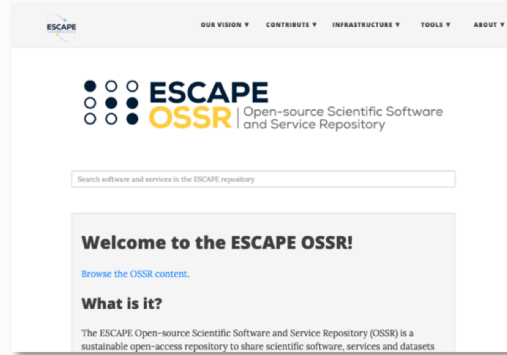 ESCAPE
OUR VISION ▼ CONTRIBUTE ▼ INFRASTRUCTURE ▼ TOOLS ▼ ABOUT ▼
ESCAPE
OSSR | Open-source Scientific Software
and Service Repository
Search software and services in the ESCAPE repository
Welcome to the ESCAPE OSSR!
Browse the OSSR content.
What is it?
The ESCAPE Open-source Scientific Software and Service Repository (OSSR) is a
sustainable open-access repository to share scientific software, services and datasets